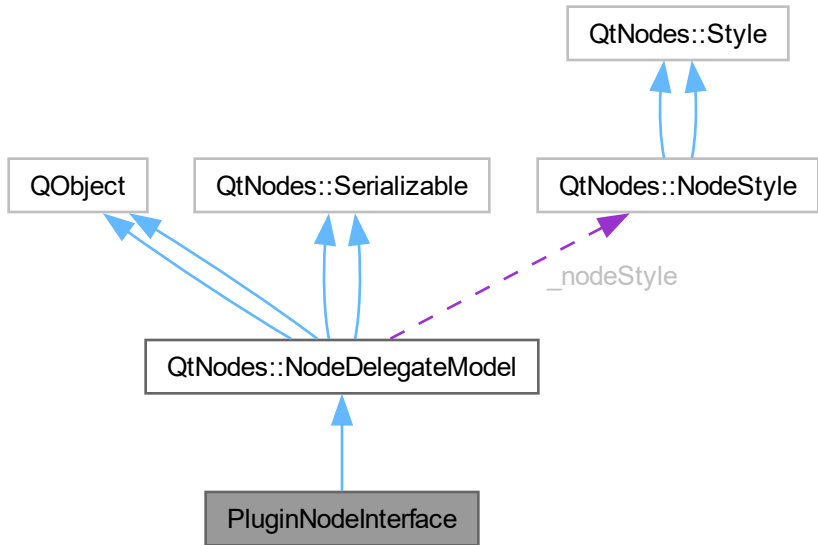 QtNodes::Style
QObject
QtNodes::Serializable
QtNodes::NodeStyle
_nodeStyle
QtNodes::NodeDelegateModel
PluginNodeInterface